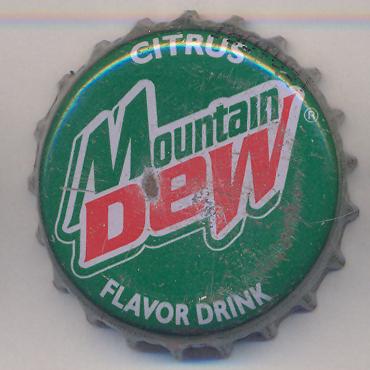 CITRUS
Mountain
Dew
®
FLAVOR DRINK